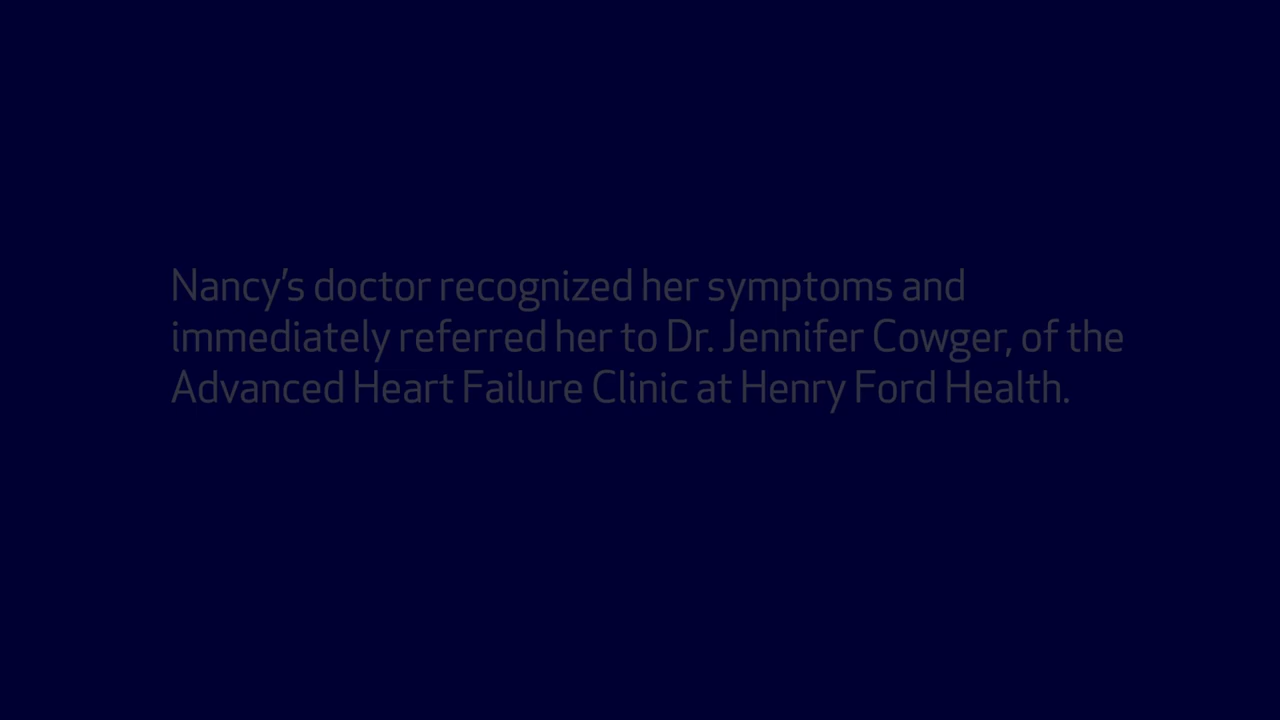 Nancy’s doctor recognized her symptoms and
immediately referred her to Dr. Jennifer Cowger, of the
Advanced Heart Failure Clinic at Henry Ford Health.